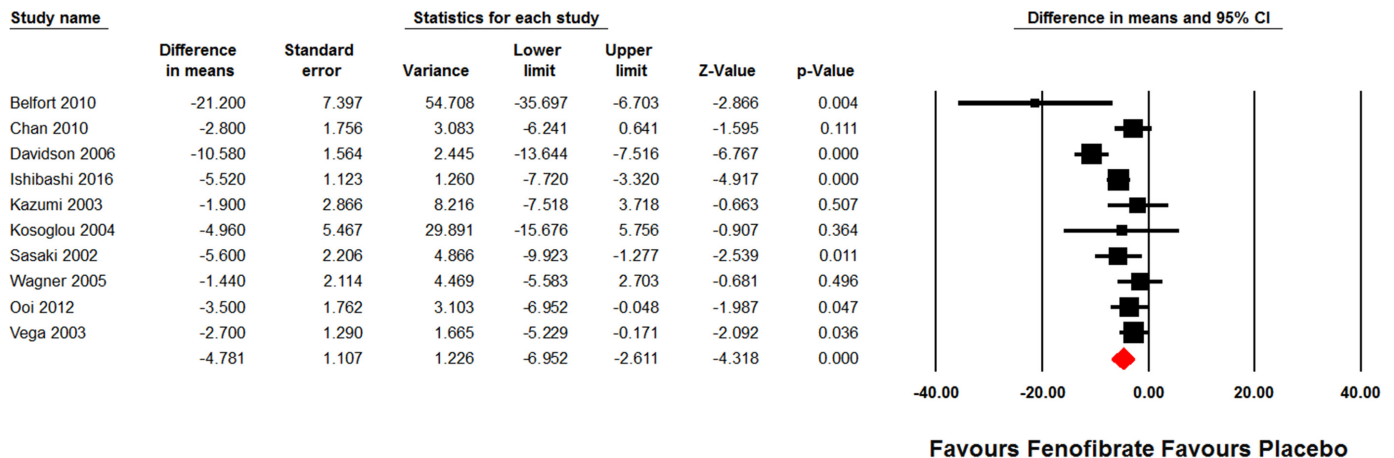 Study name Statistics for each study Difference in means and 95% CI
Difference Standard Lower Upper
in means error Variance limit limit Z-Value p-Value
Belfort 2010 -21.200 7.397 54.708 -35.697 -6.703 -2.866 0.004
Chan 2010 -2.800 1.756 3.083 -6.241 0.641 -1.595 0.111
Davidson 2006 -10.580 1.564 2.445 -13.644 -7.516 -6.767 0.000
Ishibashi 2016 -5.520 1.123 1.260 -7.720 -3.320 -4.917 0.000
Kazumi 2003 -1.900 2.866 8.216 -7.518 3.718 -0.663 0.507
Kosoglou 2004 -4.960 5.467 29.891 -15.676 5.756 -0.907 0.364
Sasaki 2002 -5.600 2.206 4.866 -9.923 -1.277 -2.539 0.011
Wagner 2005 -1.440 2.114 4.469 -5.583 2.703 -0.681 0.496
Ooi 2012 -3.500 1.762 3.103 -6.952 -0.048 -1.987 0.047
Vega 2003 -2.700 1.290 1.665 -5.229 -0.171 -2.092 0.036
-4.781 1.107 1.226 -6.952 -2.611 -4.318 0.000
-40.00 -20.00 0.00 20.00 40.00
Favours Fenofibrate Favours Placebo